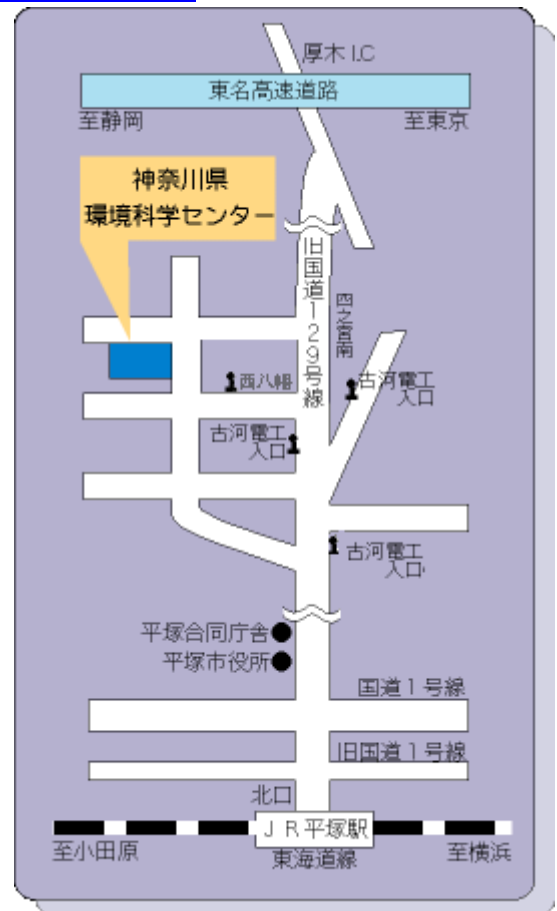 厚木I.C
東名高速道路
至静岡
至東京
神奈川県
環境科学センター
旧国道129号線
四之宮南
西八幡
古河電工
入口
古河電工
入口
古河電工
入口
平塚合同庁舎
平塚市役所
国道1号線
旧国道1号線
北口
JR平塚駅
至小田原
東海道線
至横浜